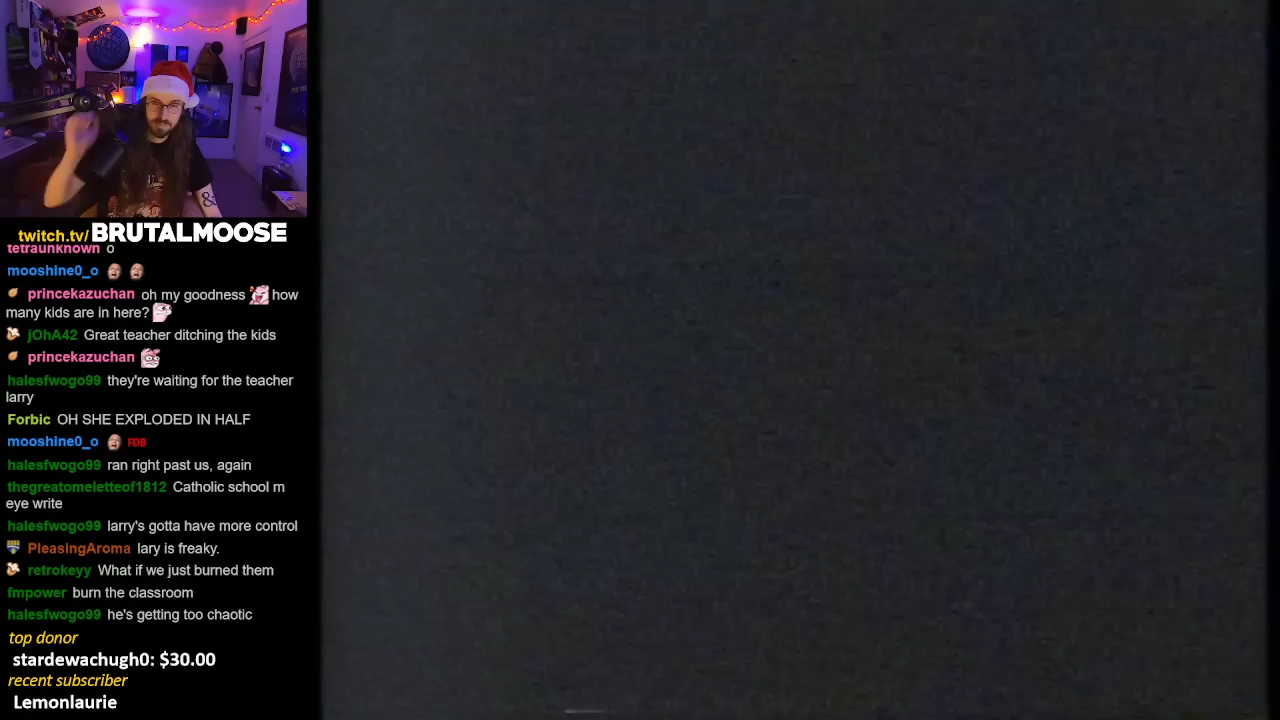 twitch.tv/BRUTALMOOSE
tetraunknown o
mooshine0_o
princekazuchan oh my goodness how
many kids are in here?
jOhA42 Great teacher ditching the kids
princekazuchan
halesfwogo99 they're waiting for the teacher
larry
Forbic OH SHE EXPLODED IN HALF
mooshine0_o FDB
halesfwogo99 ran right past us, again
thegreatomeletteof1812 Catholic school m
eye write
halesfwogo99 larry's gotta have more control
PleasingAroma lary is freaky.
retrokeyy What if we just burned them
fmpower burn the classroom
halesfwogo99 he's getting too chaotic
top donor
stardewachugh0: $30.00
recent subscriber
Lemonlaurie